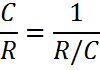 C/R = 1/(R/C)